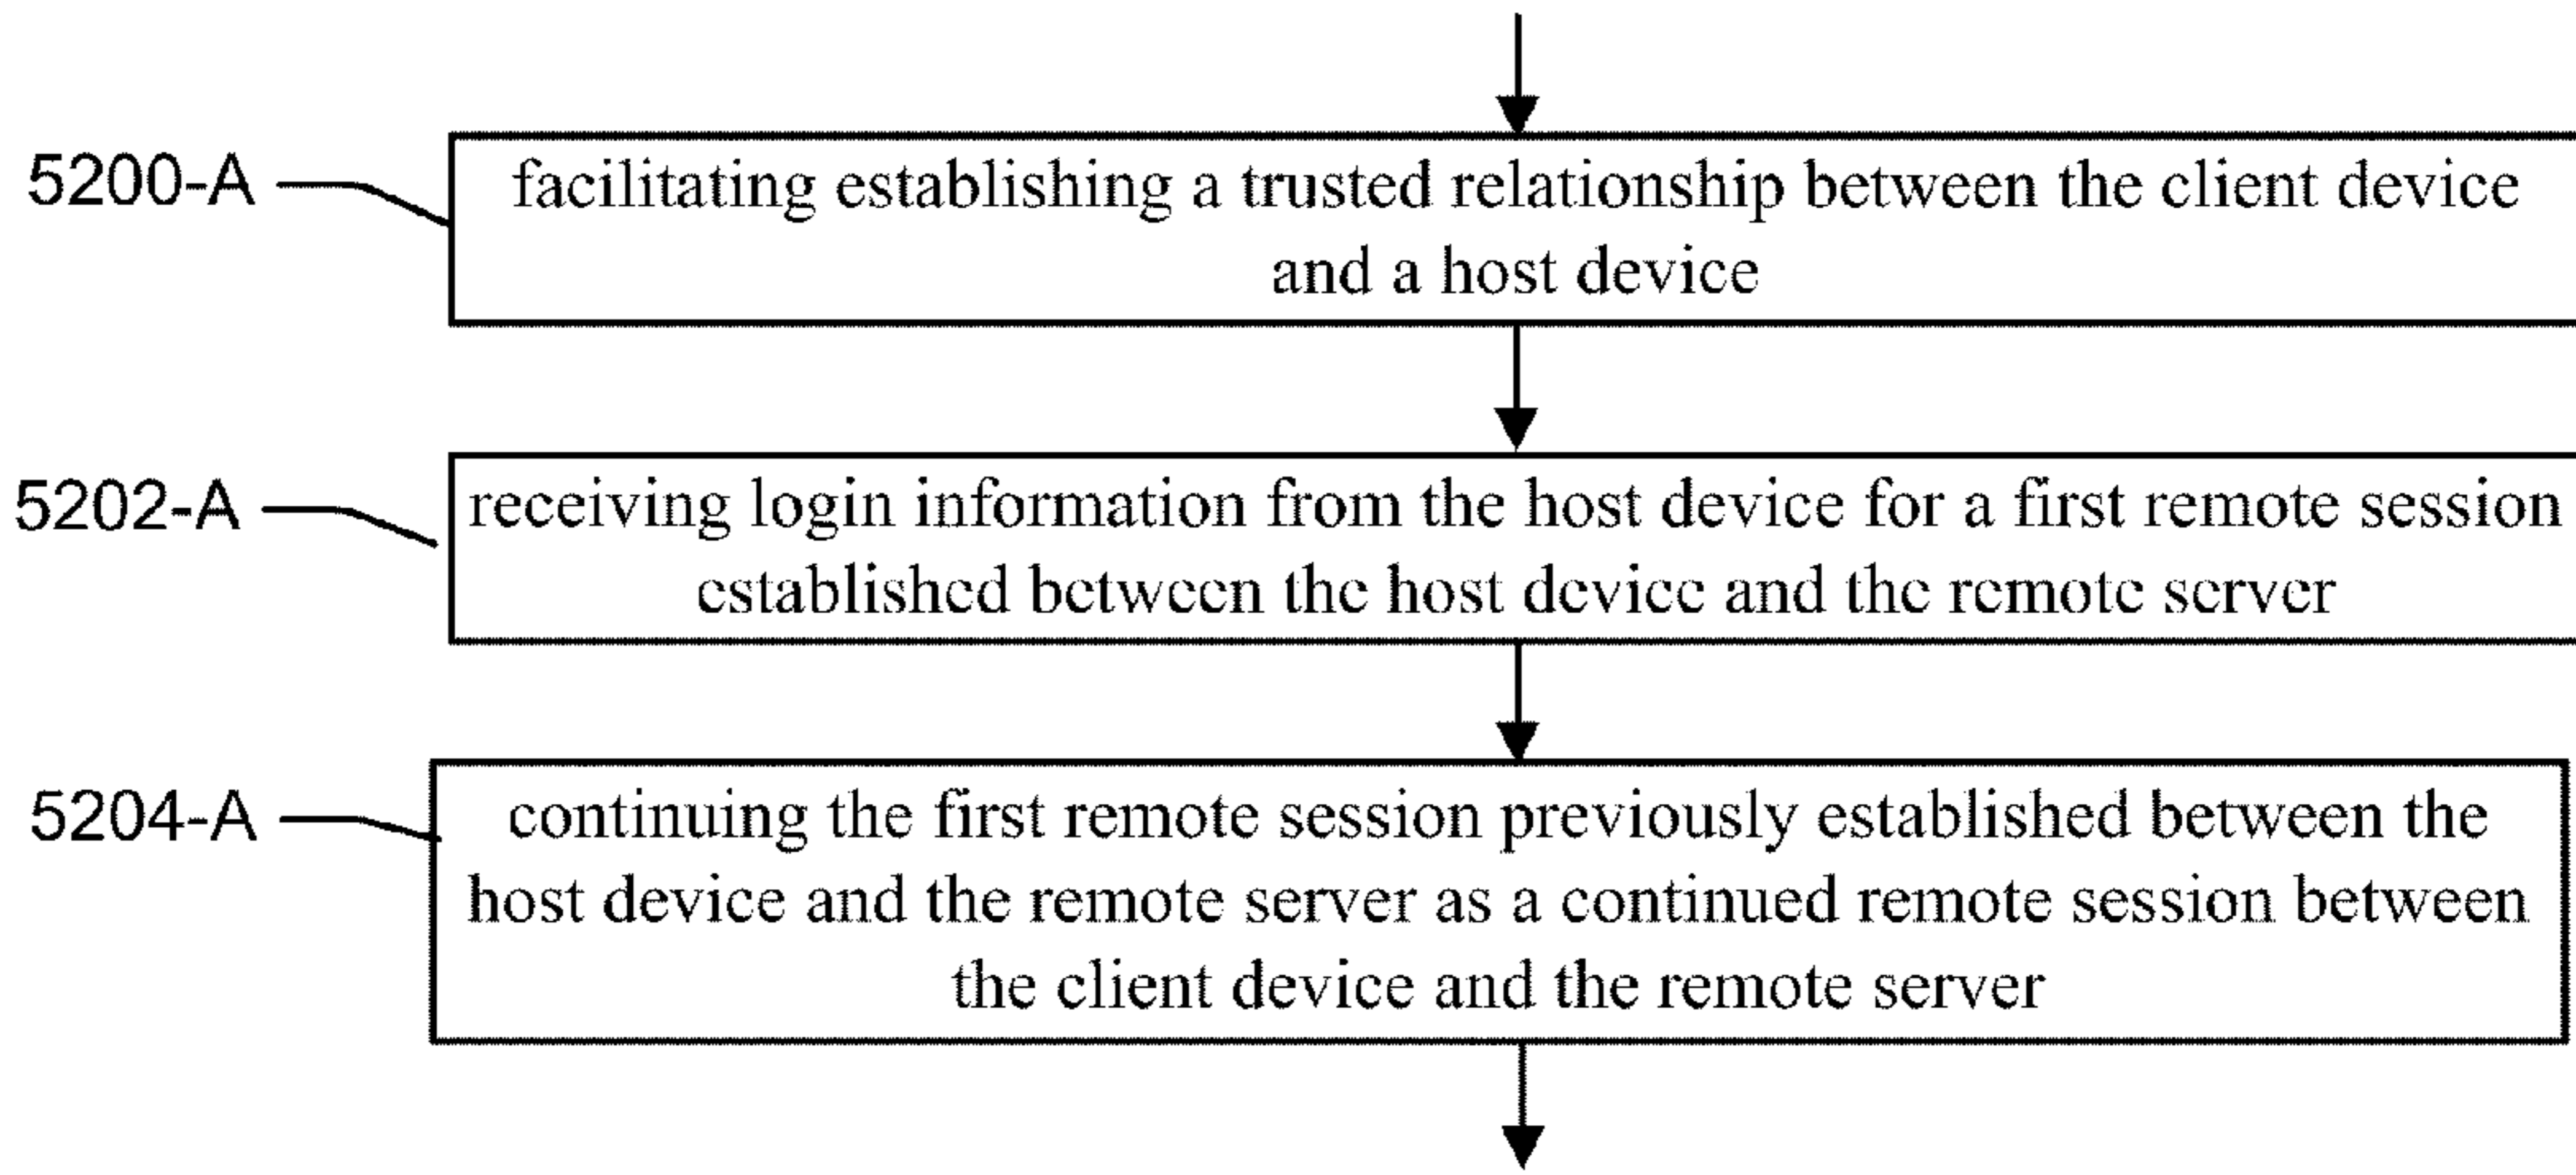 5200-A
facilitating establishing a trusted relationship between the client device
and a host device
5202-A
receiving login information from the host device for a first remote session
established between the host device and the remote server
5204-A
continuing the first remote session previously established between the
host device and the remote server as a continued remote session between
the client device and the remote server